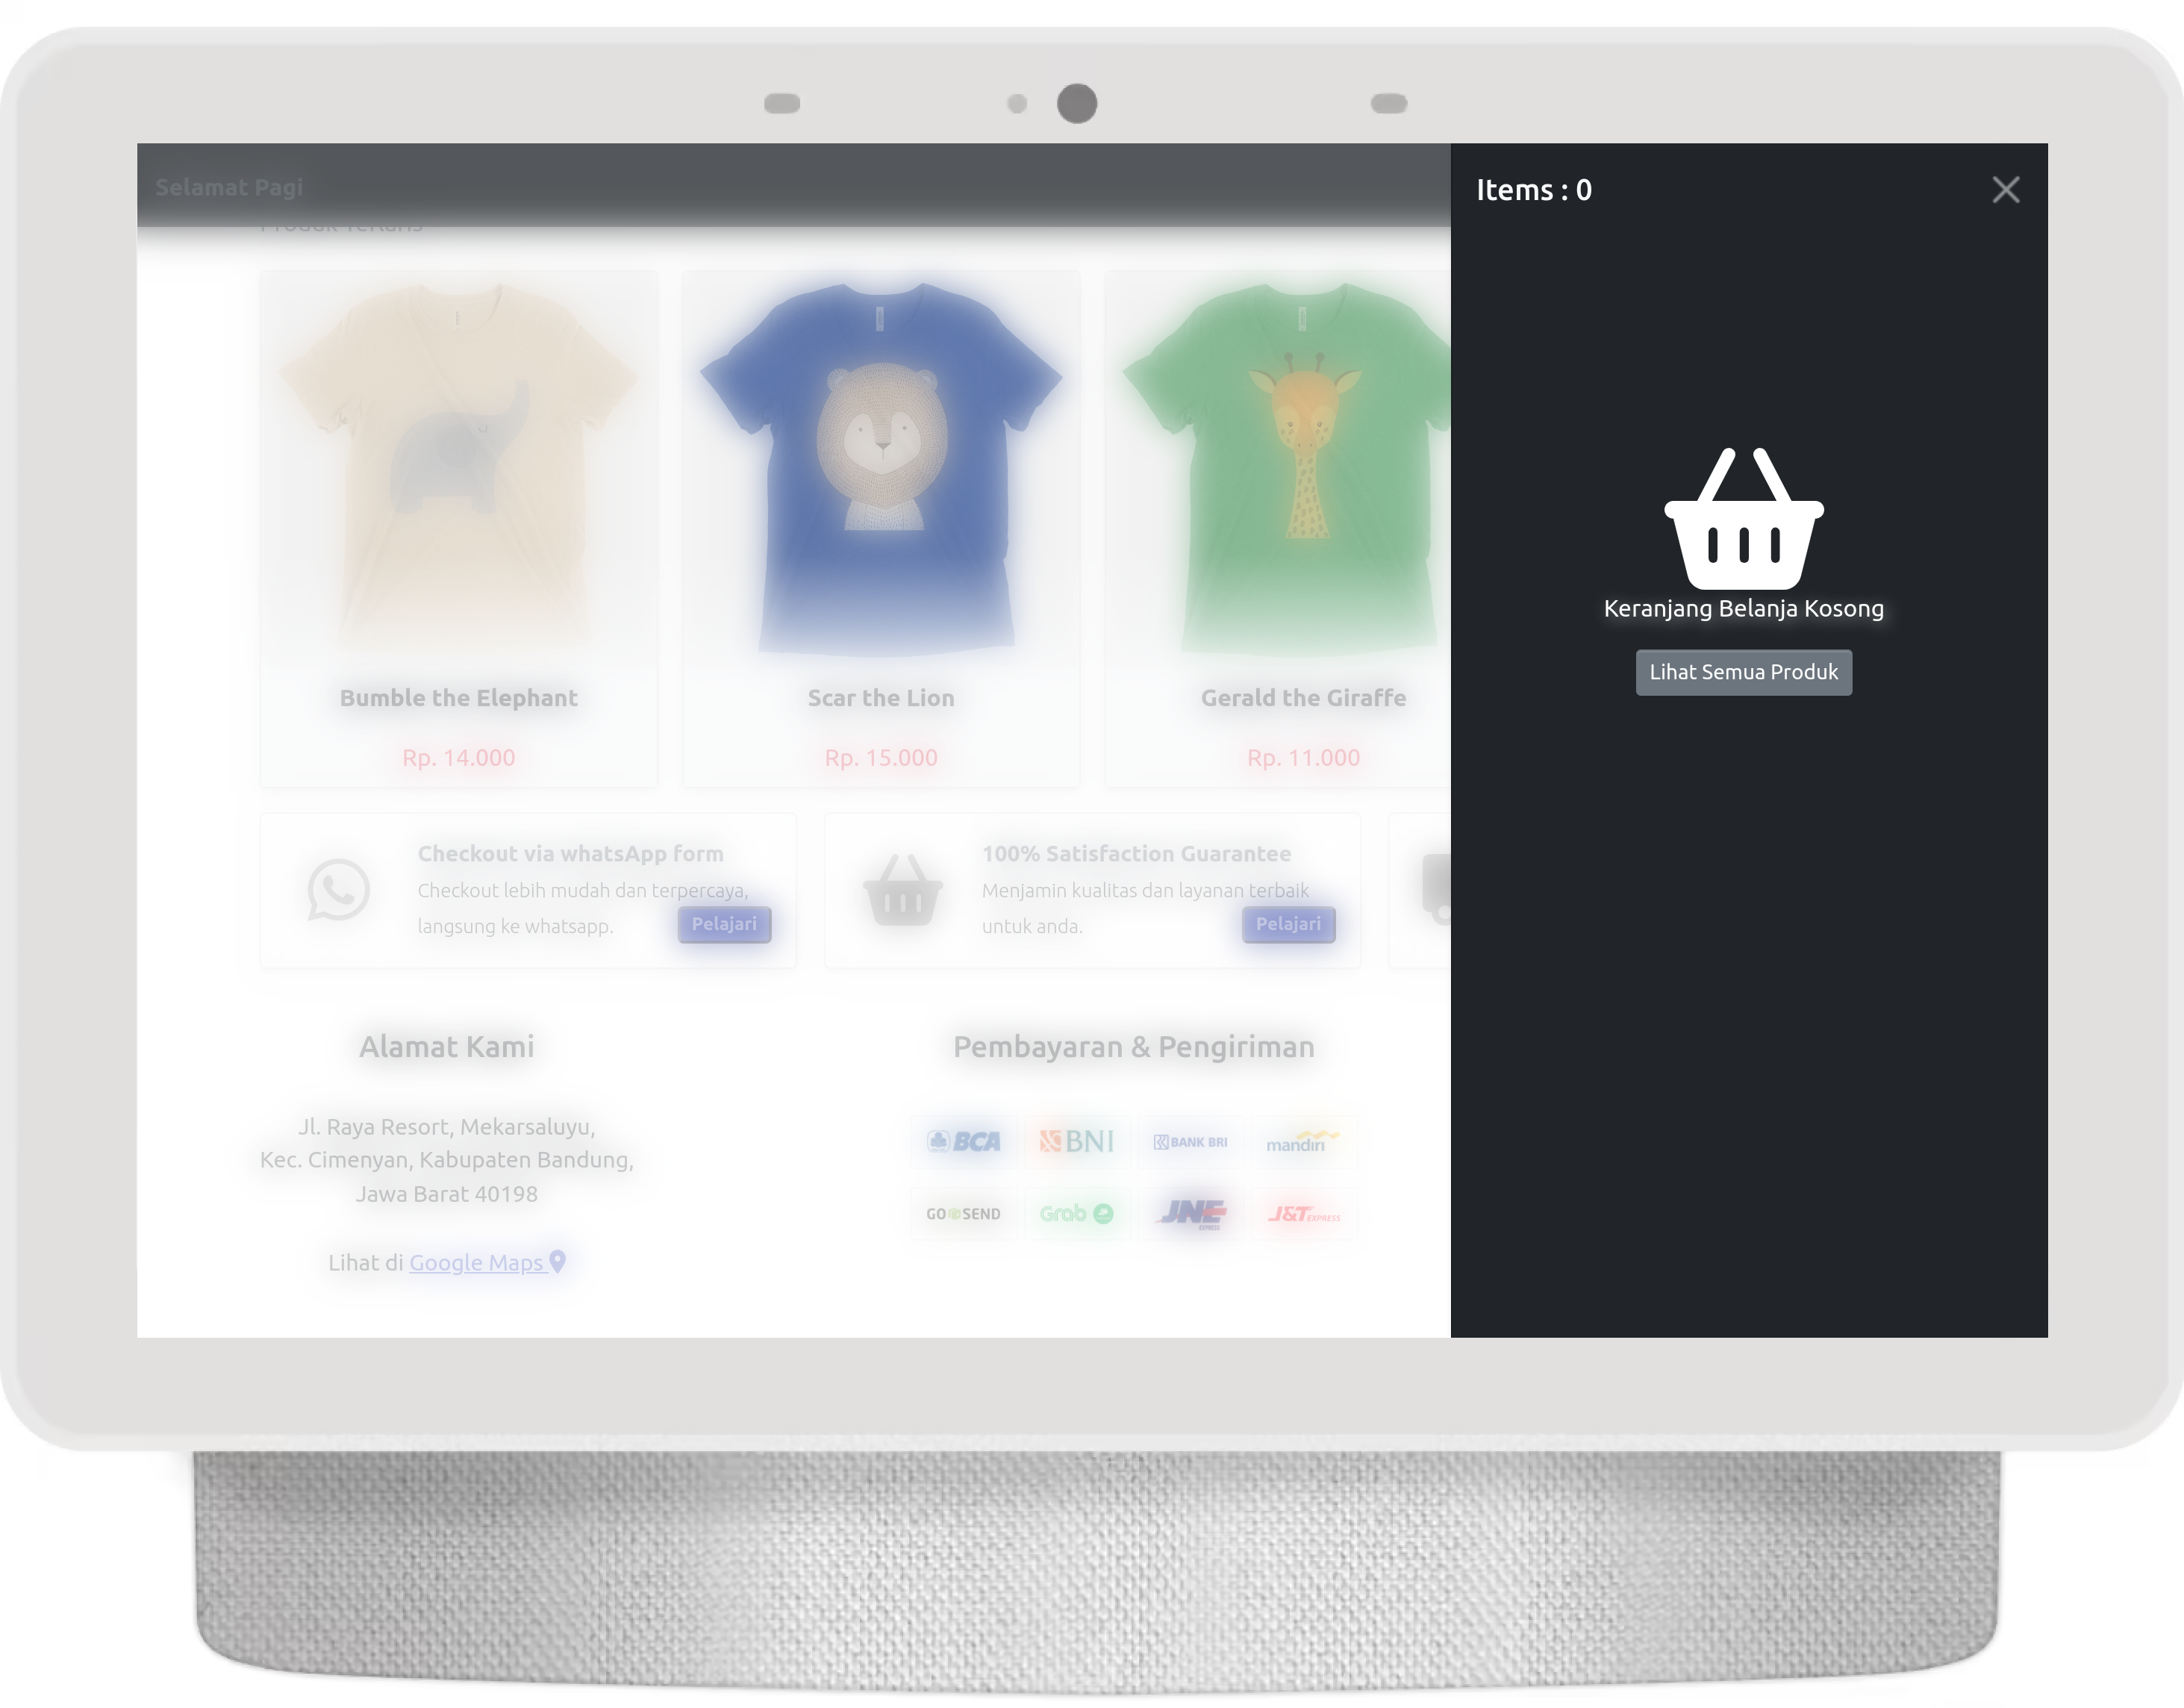 Selamat Pagi
Items : 0
Produk Terlaris
Bumble the Elephant
Rp. 14.000
Scar the Lion
Rp. 15.000
Gerald the Giraffe
Rp. 11.000
Keranjang Belanja Kosong
Lihat Semua Produk
Checkout via whatsApp form
Checkout lebih mudah dan terpercaya,
langsung ke whatsapp.
Pelajari
100% Satisfaction Guarantee
Menjamin kualitas dan layanan terbaik
untuk anda.
Pelajari
Alamat Kami
Jl. Raya Resort, Mekarsaluyu,
Kec. Cimenyan, Kabupaten Bandung,
Jawa Barat 40198
Lihat di Google Maps
Pembayaran & Pengiriman
BCA BNI BANK BRI mandiri
GO SEND Grab JNE EXPRESS J&T EXPRESS